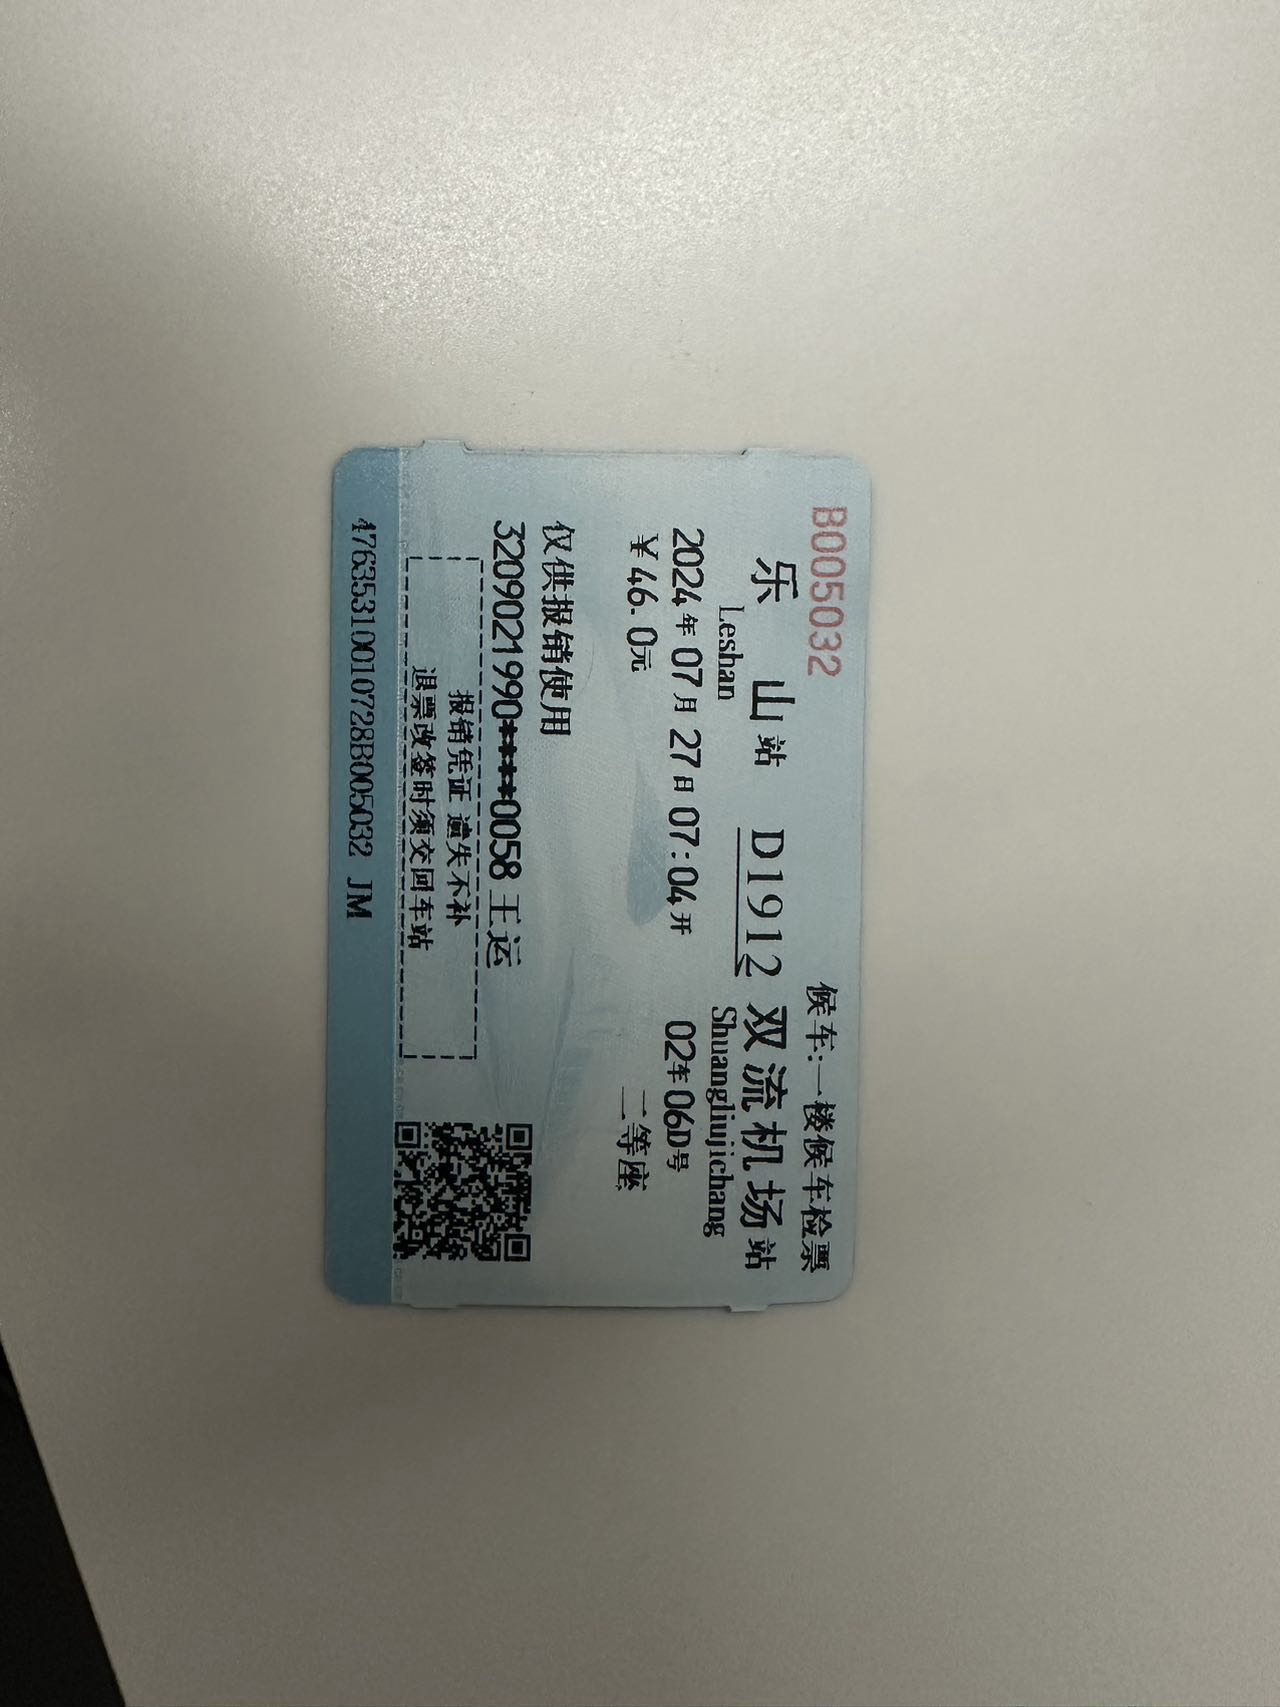 B005032
候车:一楼候车检票
乐山站 D1912 双流机场站
Leshan Shuangliujichang
2024年07月27日07:04开 02车06D号
￥46.0元 二等座
仅供报销使用
3209021990****0058 王运
报销凭证 遗失不补
退票改签时须交回车站
47635310010728B005032 JM